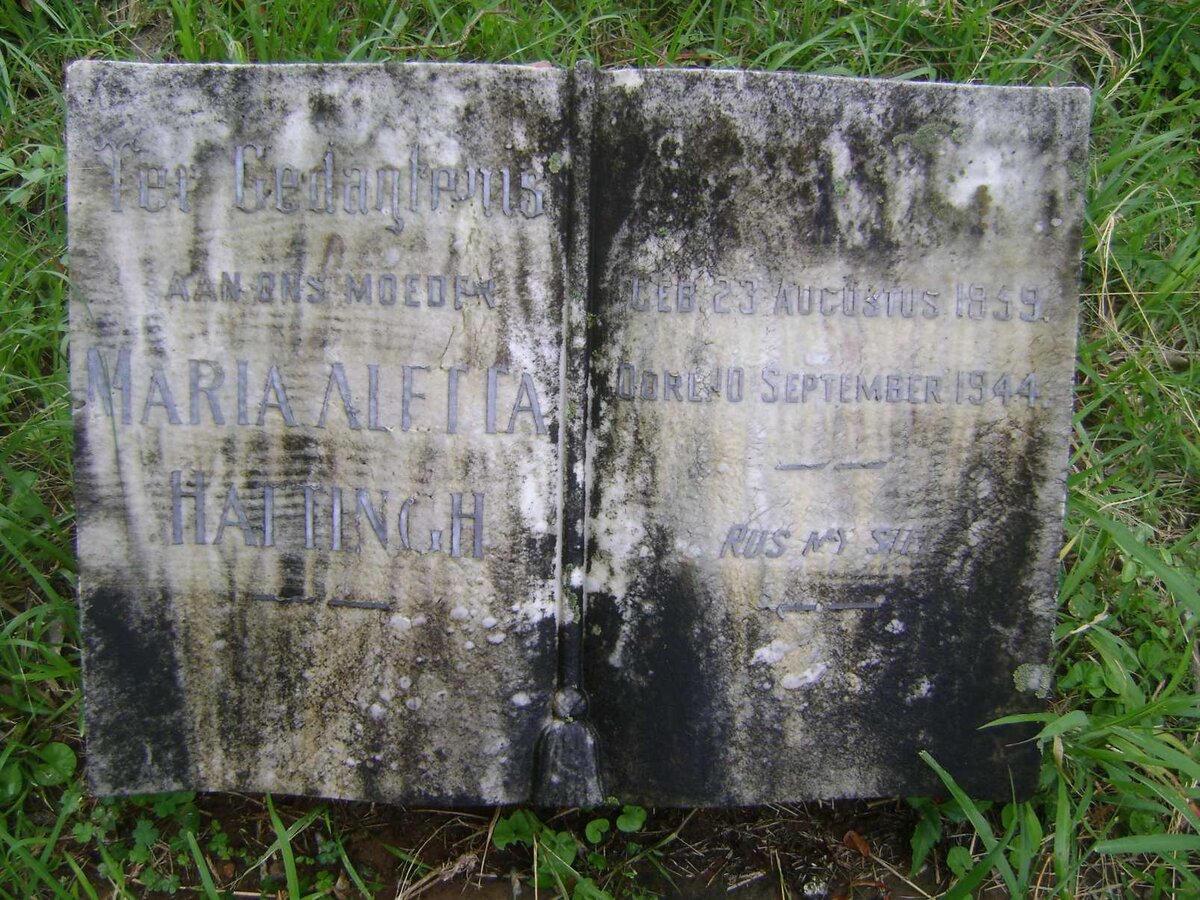 Ter Gedagtenis
AAN ONS MOEDER
MARIA ALETTA
HATTINGH
GEB. 23 AUGUSTUS 1859.
OORL. 10 SEPTEMBER 1944
RUS MY SIEL